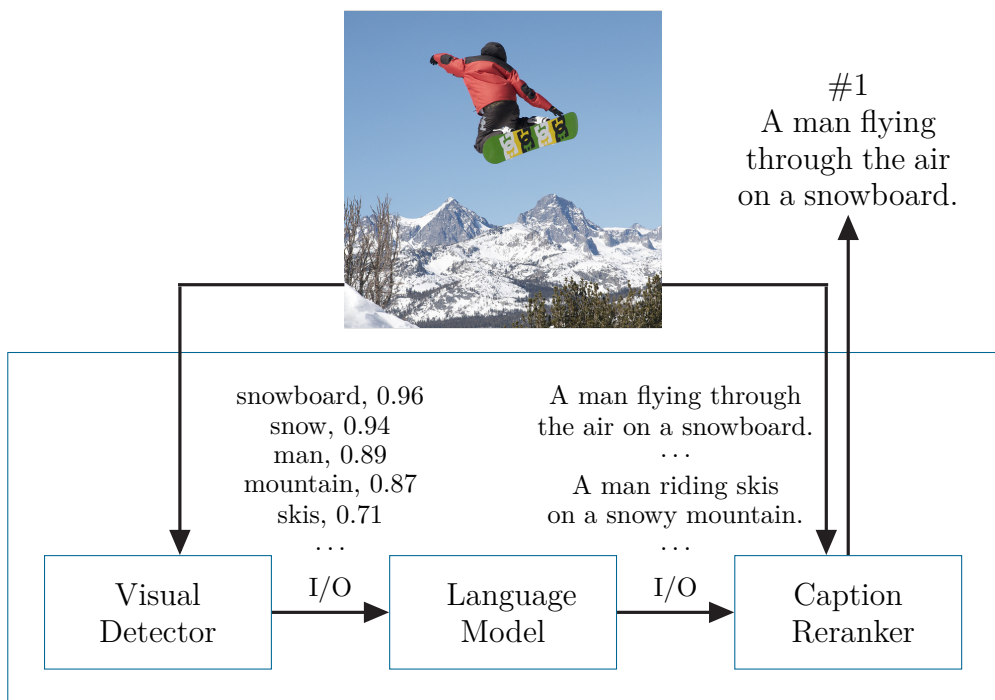 #1
A man flying
through the air
on a snowboard.
snowboard, 0.96
snow, 0.94
man, 0.89
mountain, 0.87
skis, 0.71
...
A man flying through
the air on a snowboard.
...
A man riding skis
on a snowy mountain.
...
Visual
Detector
I/O
Language
Model
I/O
Caption
Reranker